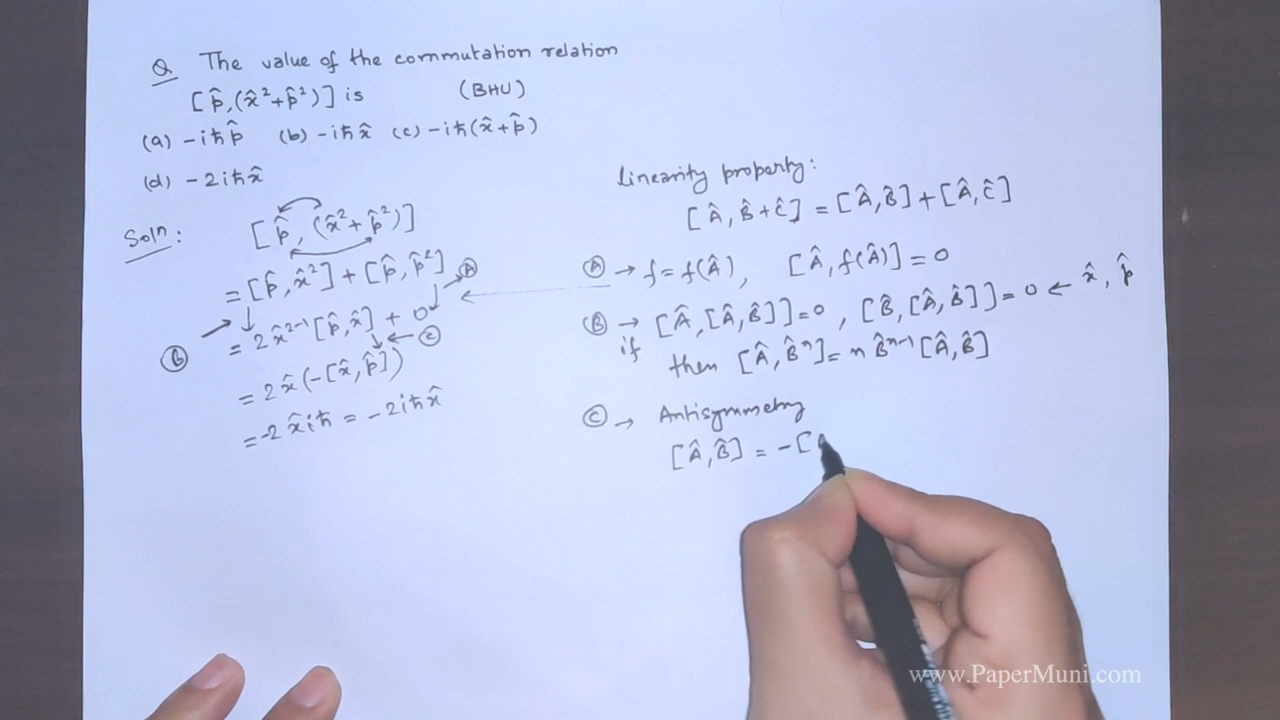 Q. The value of the commutation relation
[p̂, (x̂²+p̂²)] is (BHU)
(a) -iħp̂ (b) -iħx̂ (c) -iħ(x̂+p̂)
(d) -2iħx̂
Soln:
[p̂, (x̂²+p̂²)]
= [p̂, x̂²] + [p̂, p̂²] A
B = 2x̂²⁻¹[p̂, x̂] + 0
C
= 2x̂(-[x̂, p̂])
= -2x̂iħ = -2iħx̂
linearity property:
[Â, B̂+Ĉ] = [Â, B̂] + [Â, Ĉ]
A → f = f(Â), [Â, f(Â)] = 0
B → [Â, [Â, B̂]] = 0, [B̂, [Â, B̂]] = 0 ← x̂, p̂
if
then [Â, B̂ⁿ] = n B̂ⁿ⁻¹ [Â, B̂]
C → Antisymmetry
[Â, B̂] = -[
www.PaperMuni.com